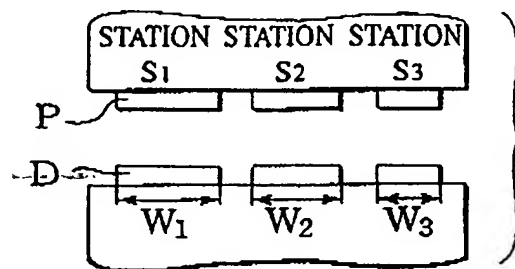 STATION STATION STATION
S1 S2 S3
P
D
W1 W2 W3